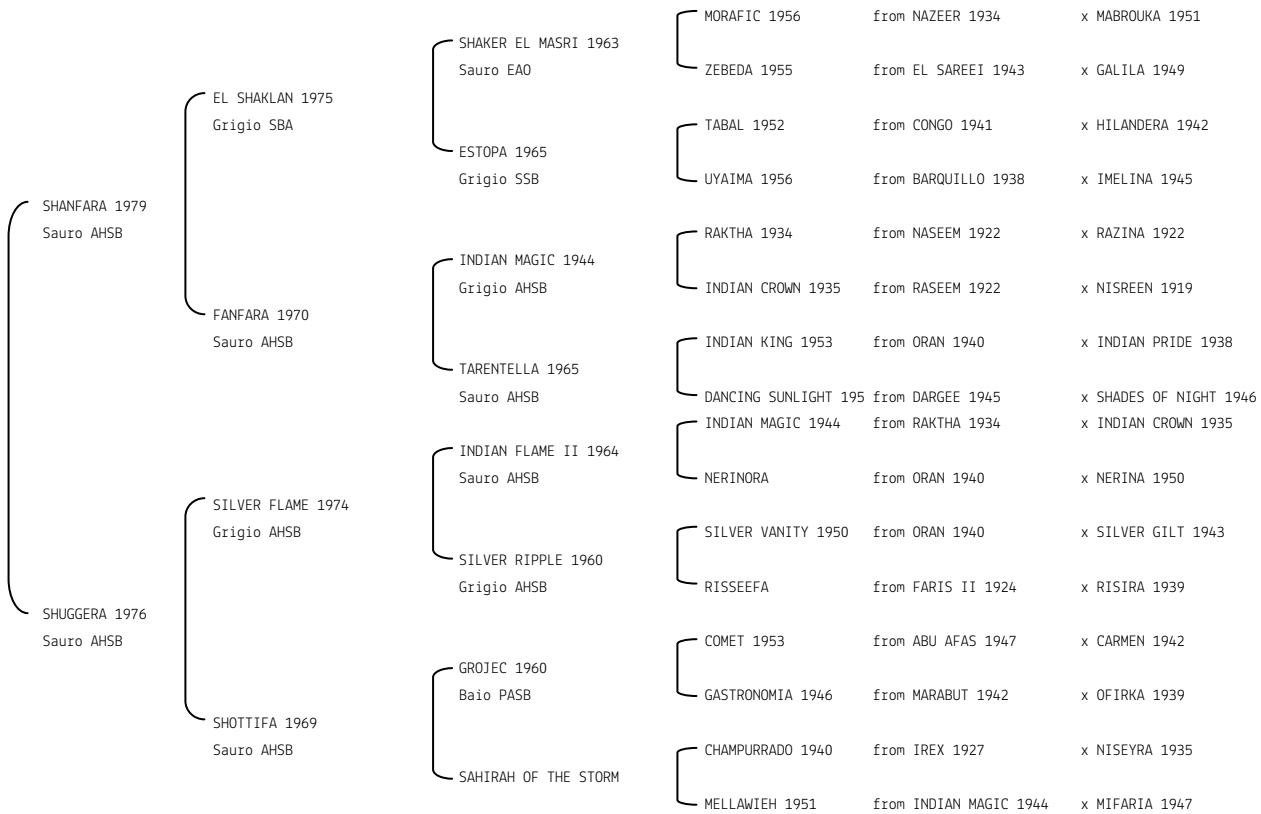 MORAFIC 1956 from NAZEER 1934 x MABROUKA 1951
SHAKER EL MASRI 1963
Sauro EAO
ZEBEDA 1955 from EL SAREEI 1943 x GALILA 1949
EL SHAKLAN 1975
Grigio SBA
TABAL 1952 from CONGO 1941 x HILANDERA 1942
ESTOPA 1965
Grigio SSB
UYAIMA 1956 from BARQUILLO 1938 x IMELINA 1945
SHANFARA 1979
Sauro AHSB
RAKTHA 1934 from NASEEM 1922 x RAZINA 1922
INDIAN MAGIC 1944
Grigio AHSB
INDIAN CROWN 1935 from RASEEM 1922 x NISREEN 1919
FANFARA 1970
Sauro AHSB
INDIAN KING 1953 from ORAN 1940 x INDIAN PRIDE 1938
TARENTELLA 1965
Sauro AHSB
DANCING SUNLIGHT 195 from DARGEE 1945 x SHADES OF NIGHT 1946
INDIAN MAGIC 1944 from RAKTHA 1934 x INDIAN CROWN 1935
INDIAN FLAME II 1964
Sauro AHSB
NERINORA from ORAN 1940 x NERINA 1950
SILVER FLAME 1974
Grigio AHSB
SILVER VANITY 1950 from ORAN 1940 x SILVER GILT 1943
SILVER RIPPLE 1960
Grigio AHSB
RISSEEFA from FARIS II 1924 x RISIRA 1939
SHUGGERA 1976
Sauro AHSB
COMET 1953 from ABU AFAS 1947 x CARMEN 1942
GROJEC 1960
Baio PASB
GASTRONOMIA 1946 from MARABUT 1942 x OFIRKA 1939
SHOTTIFA 1969
Sauro AHSB
CHAMPURRADO 1940 from IREX 1927 x NISEYRA 1935
SAHIRAH OF THE STORM
MELLAWIEH 1951 from INDIAN MAGIC 1944 x MIFARIA 1947